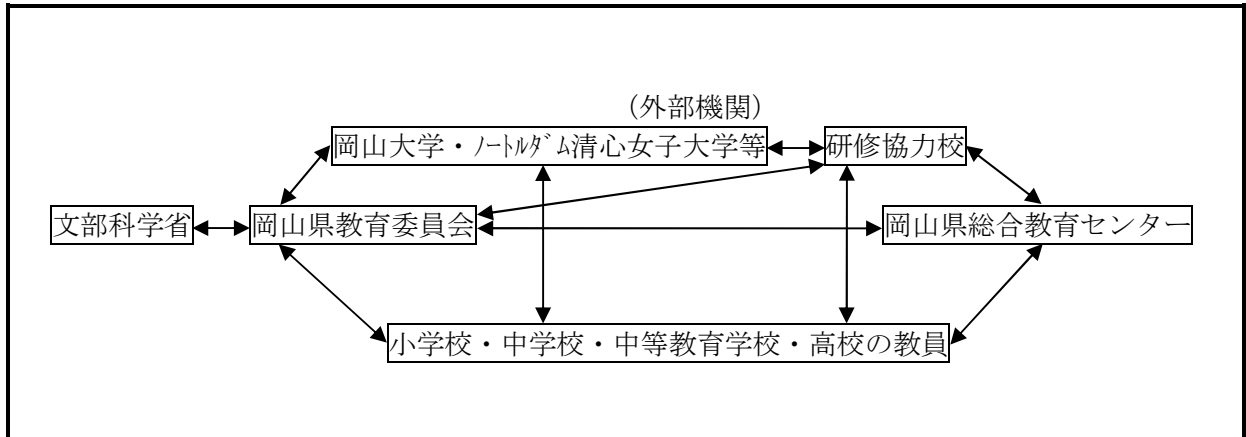 （外部機関）
岡山大学・ﾉｰﾄﾙﾀﾞﾑ清心女子大学等
研修協力校
文部科学省
岡山県教育委員会
岡山県総合教育センター
小学校・中学校・中等教育学校・高校の教員